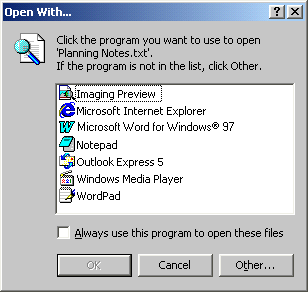 Open With...
Click the program you want to use to open
'Planning Notes.txt'.
If the program is not in the list, click Other.
Imaging Preview
Microsoft Internet Explorer
Microsoft Word for Windows® 97
Notepad
Outlook Express 5
Windows Media Player
WordPad
Always use this program to open these files
OK
Cancel
Other...